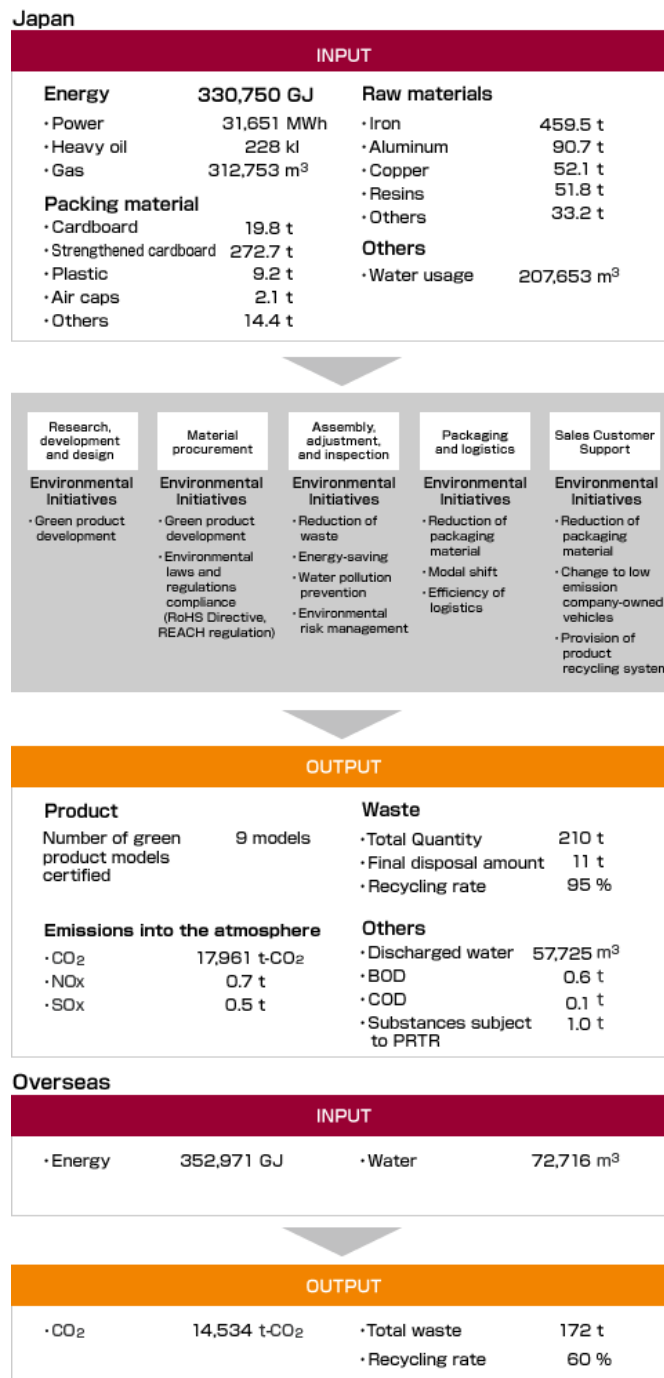 Japan
INPUT
Energy 330,750 GJ
・Power 31,651 MWh
・Heavy oil 228 kl
・Gas 312,753 m³
Packing material
・Cardboard 19.8 t
・Strengthened cardboard 272.7 t
・Plastic 9.2 t
・Air caps 2.1 t
・Others 14.4 t
Raw materials
・Iron 459.5 t
・Aluminum 90.7 t
・Copper 52.1 t
・Resins 51.8 t
・Others 33.2 t
Others
・Water usage 207,653 m³
Research,
development
and design
Environmental
Initiatives
・Green product
development
Material
procurement
Environmental
Initiatives
・Green product
development
・Environmental
laws and
regulations
compliance
(RoHS Directive,
REACH regulation)
Assembly,
adjustment,
and inspection
Environmental
Initiatives
・Reduction of
waste
・Energy-saving
・Water pollution
prevention
・Environmental
risk management
Packaging
and logistics
Environmental
Initiatives
・Reduction of
packaging
material
・Modal shift
・Efficiency of
logistics
Sales Customer
Support
Environmental
Initiatives
・Reduction of
packaging
material
・Change to low
emission
company-owned
vehicles
・Provision of
product
recycling system
OUTPUT
Product
Number of green 9 models
product models
certified
Emissions into the atmosphere
・CO₂ 17,961 t-CO₂
・NOx 0.7 t
・SOx 0.5 t
Waste
・Total Quantity 210 t
・Final disposal amount 11 t
・Recycling rate 95 %
Others
・Discharged water 57,725 m³
・BOD 0.6 t
・COD 0.1 t
・Substances subject 1.0 t
to PRTR
Overseas
INPUT
・Energy 352,971 GJ ・Water 72,716 m³
OUTPUT
・CO₂ 14,534 t-CO₂ ・Total waste 172 t
・Recycling rate 60 %